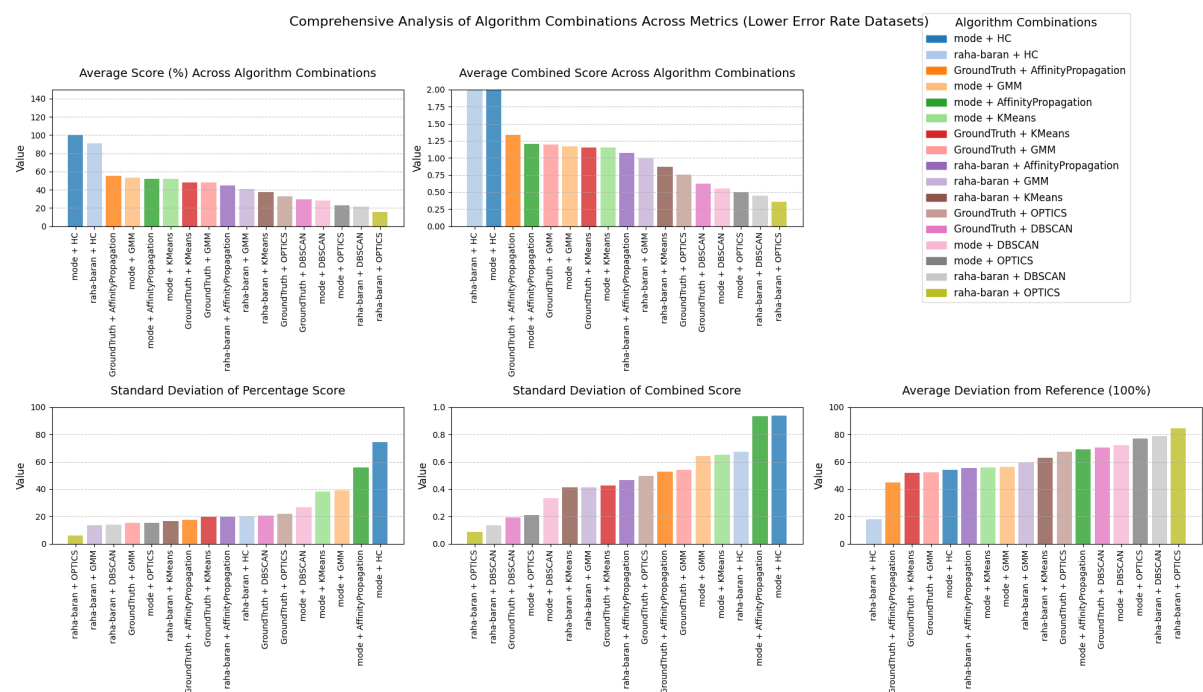 Comprehensive Analysis of Algorithm Combinations Across Metrics (Lower Error Rate Datasets)
Algorithm Combinations
mode + HC
raha-baran + HC
GroundTruth + AffinityPropagation
mode + GMM
mode + AffinityPropagation
mode + KMeans
GroundTruth + KMeans
GroundTruth + GMM
raha-baran + AffinityPropagation
raha-baran + GMM
raha-baran + KMeans
GroundTruth + OPTICS
GroundTruth + DBSCAN
mode + DBSCAN
mode + OPTICS
raha-baran + DBSCAN
raha-baran + OPTICS
Average Score (%) Across Algorithm Combinations
Value
140
120
100
80
60
40
20
0
mode + HC
raha-baran + HC
GroundTruth + AffinityPropagation
mode + GMM
mode + AffinityPropagation
mode + KMeans
GroundTruth + KMeans
GroundTruth + GMM
raha-baran + AffinityPropagation
raha-baran + GMM
raha-baran + KMeans
GroundTruth + OPTICS
GroundTruth + DBSCAN
mode + DBSCAN
mode + OPTICS
raha-baran + DBSCAN
raha-baran + OPTICS
Average Combined Score Across Algorithm Combinations
Value
2.00
1.75
1.50
1.25
1.00
0.75
0.50
0.25
0.00
raha-baran + HC
mode + HC
GroundTruth + AffinityPropagation
mode + AffinityPropagation
GroundTruth + GMM
mode + GMM
GroundTruth + KMeans
mode + KMeans
raha-baran + AffinityPropagation
raha-baran + GMM
raha-baran + KMeans
GroundTruth + OPTICS
GroundTruth + DBSCAN
mode + DBSCAN
mode + OPTICS
raha-baran + DBSCAN
raha-baran + OPTICS
Standard Deviation of Percentage Score
Value
100
80
60
40
20
0
raha-baran + OPTICS
raha-baran + GMM
raha-baran + DBSCAN
GroundTruth + GMM
mode + OPTICS
raha-baran + KMeans
GroundTruth + AffinityPropagation
GroundTruth + KMeans
raha-baran + AffinityPropagation
raha-baran + HC
GroundTruth + DBSCAN
GroundTruth + OPTICS
mode + DBSCAN
mode + KMeans
mode + GMM
mode + AffinityPropagation
mode + HC
Standard Deviation of Combined Score
Value
1.0
0.8
0.6
0.4
0.2
0.0
raha-baran + OPTICS
raha-baran + DBSCAN
GroundTruth + DBSCAN
mode + OPTICS
mode + DBSCAN
raha-baran + KMeans
raha-baran + GMM
GroundTruth + KMeans
raha-baran + AffinityPropagation
GroundTruth + OPTICS
GroundTruth + AffinityPropagation
GroundTruth + GMM
mode + GMM
mode + KMeans
raha-baran + HC
mode + AffinityPropagation
mode + HC
Average Deviation from Reference (100%)
Value
100
80
60
40
20
0
raha-baran + HC
GroundTruth + AffinityPropagation
GroundTruth + KMeans
GroundTruth + GMM
mode + HC
raha-baran + AffinityPropagation
mode + KMeans
mode + GMM
raha-baran + GMM
raha-baran + KMeans
GroundTruth + OPTICS
mode + AffinityPropagation
GroundTruth + DBSCAN
mode + DBSCAN
mode + OPTICS
raha-baran + DBSCAN
raha-baran + OPTICS